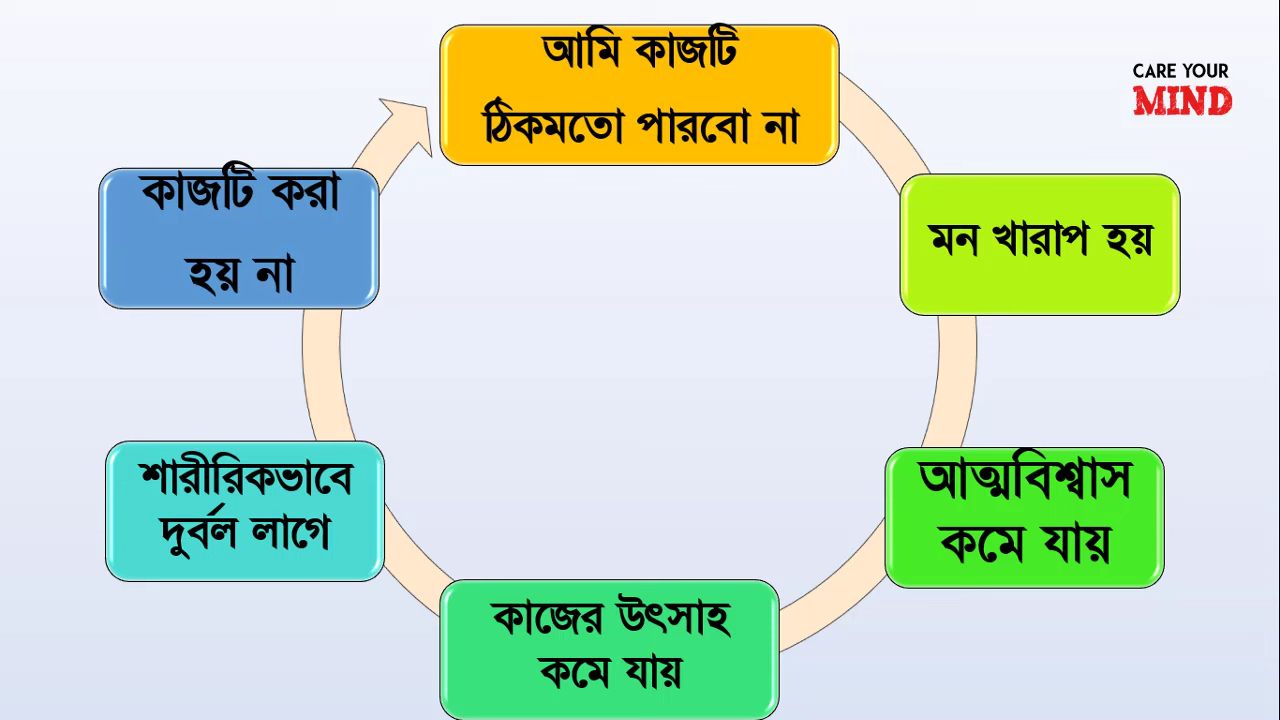 আমি কাজটি
ঠিকমতো পারবো না
CARE YOUR
MIND
মন খারাপ হয়
আত্মবিশ্বাস
কমে যায়
কাজের উৎসাহ
কমে যায়
শারীরিকভাবে
দুর্বল লাগে
কাজটি করা
হয় না